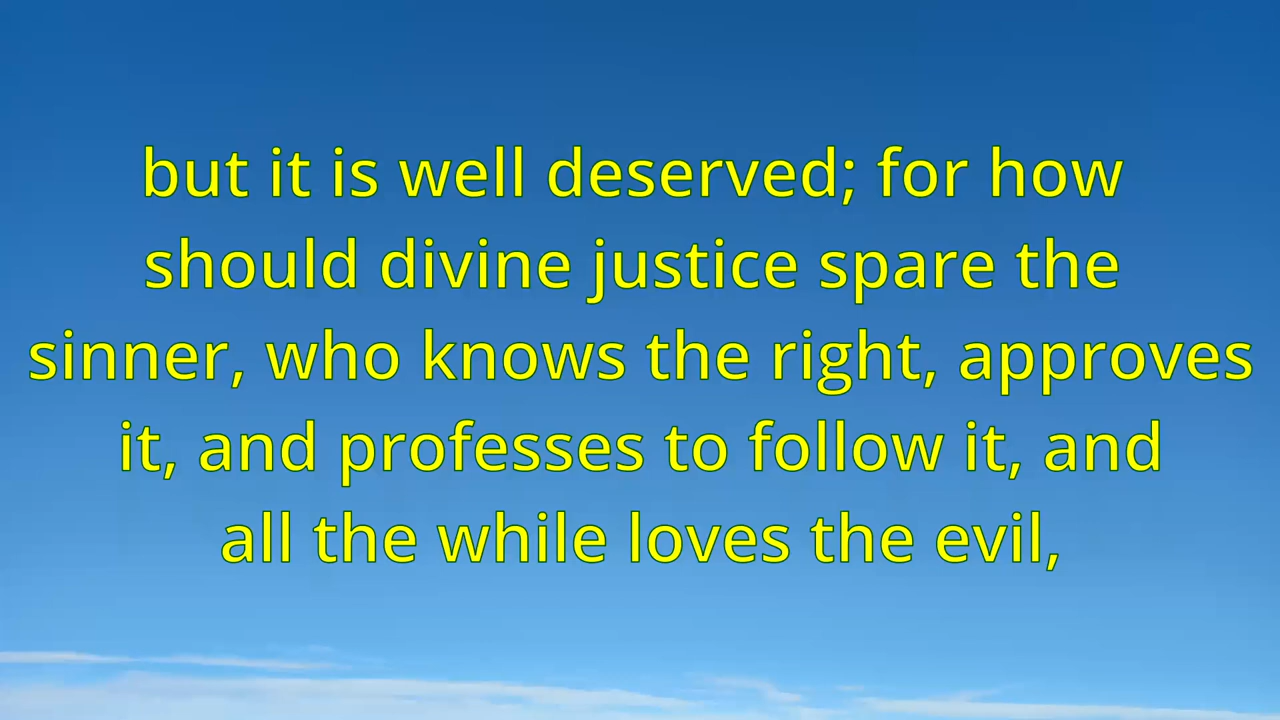 but it is well deserved; for how
should divine justice spare the
sinner, who knows the right, approves
it, and professes to follow it, and
all the while loves the evil,